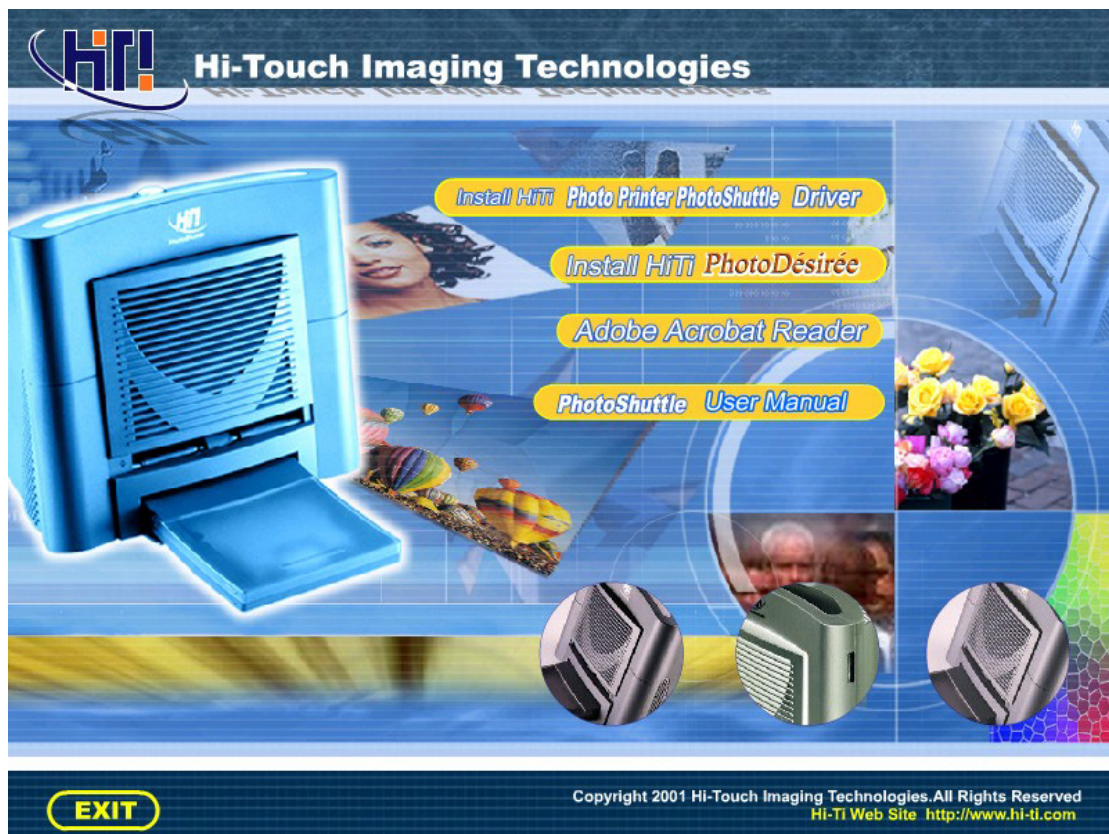 HiTi
Hi-Touch Imaging Technologies
HiTi
Install HiTi Photo Printer PhotoShuttle Driver
Install HiTi PhotoDésirée
Adobe Acrobat Reader
PhotoShuttle User Manual
EXIT
Copyright 2001 Hi-Touch Imaging Technologies.All Rights Reserved
Hi-Ti Web Site http://www.hi-ti.com